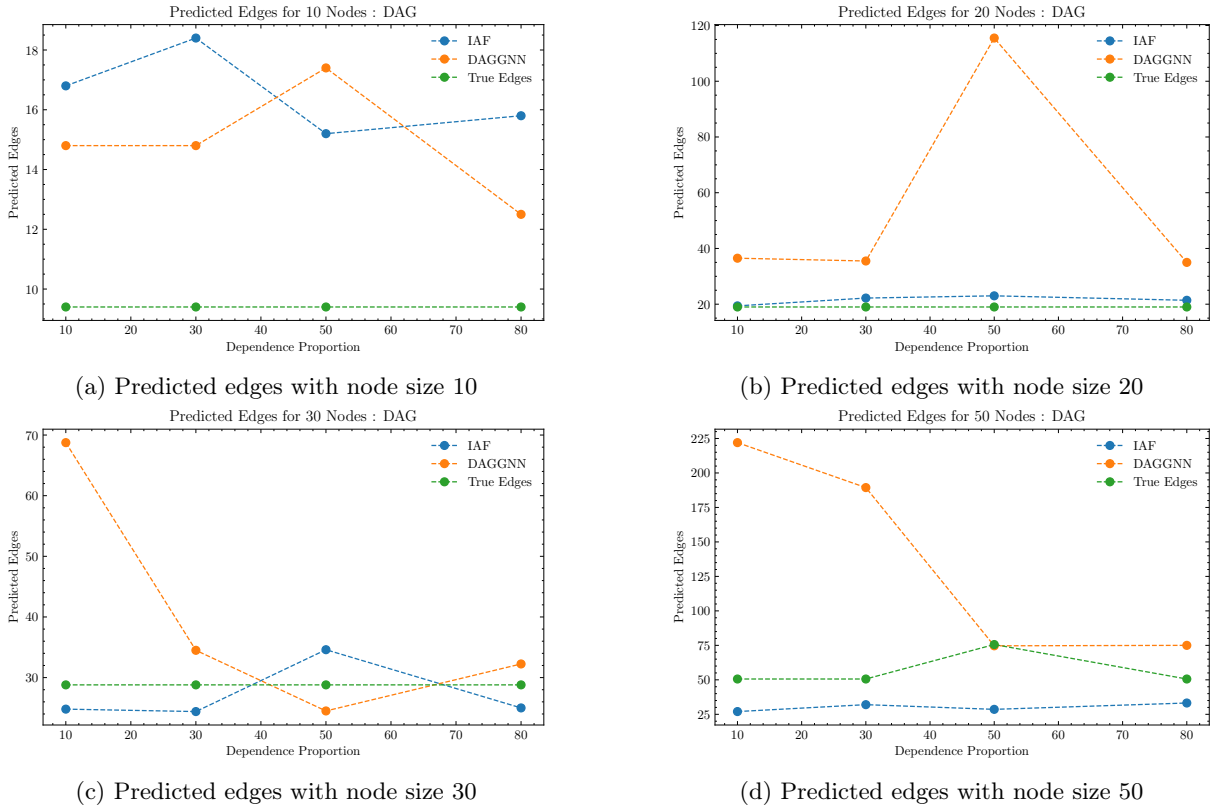 Predicted Edges for 10 Nodes : DAG
Predicted Edges
18
16
14
12
10
IAF
DAGGNN
True Edges
10 20 30 40 50 60 70 80
Dependence Proportion
(a) Predicted edges with node size 10
Predicted Edges for 20 Nodes : DAG
Predicted Edges
120
100
80
60
40
20
IAF
DAGGNN
True Edges
10 20 30 40 50 60 70 80
Dependence Proportion
(b) Predicted edges with node size 20
Predicted Edges for 30 Nodes : DAG
Predicted Edges
70
60
50
40
30
IAF
DAGGNN
True Edges
10 20 30 40 50 60 70 80
Dependence Proportion
(c) Predicted edges with node size 30
Predicted Edges for 50 Nodes : DAG
Predicted Edges
225
200
175
150
125
100
75
50
25
IAF
DAGGNN
True Edges
10 20 30 40 50 60 70 80
Dependence Proportion
(d) Predicted edges with node size 50